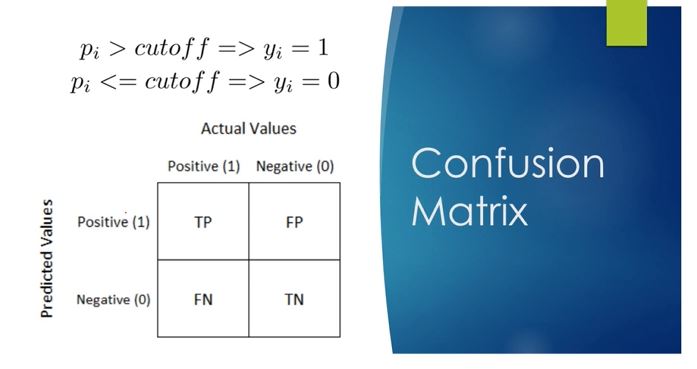 p_i > cutoff => y_i = 1
p_i <= cutoff => y_i = 0
Actual Values
Positive (1) Negative (0)
Predicted Values
Positive (1) TP FP
Negative (0) FN TN
Confusion
Matrix